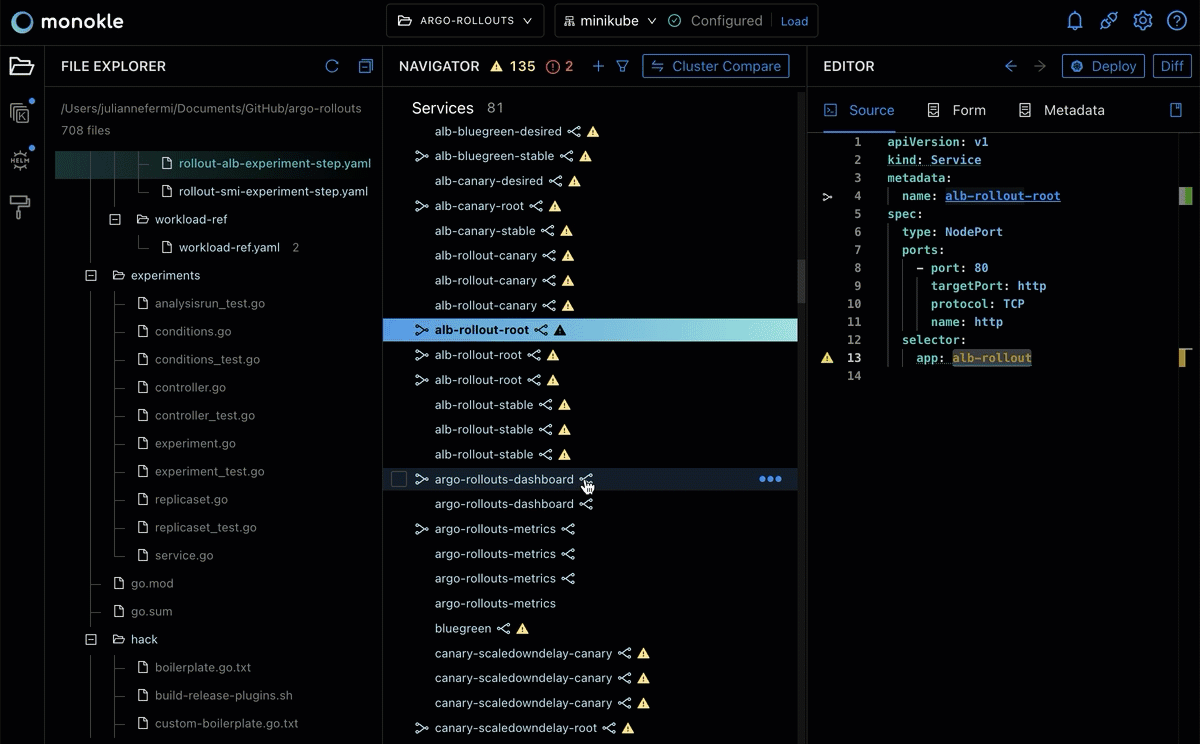 monokle
ARGO-ROLLOUTS
minikube
Configured
Load
FILE EXPLORER
/Users/juliannefermi/Documents/GitHub/argo-rollouts
708 files
rollout-alb-experiment-step.yaml
rollout-smi-experiment-step.yaml
workload-ref
workload-ref.yaml 2
experiments
analysisrun_test.go
conditions.go
conditions_test.go
controller.go
controller_test.go
experiment.go
experiment_test.go
replicaset.go
replicaset_test.go
service.go
go.mod
go.sum
hack
boilerplate.go.txt
build-release-plugins.sh
custom-boilerplate.go.txt
K
HELM
NAVIGATOR 135 2
Cluster Compare
Services 81
alb-bluegreen-desired
alb-bluegreen-stable
alb-canary-desired
alb-canary-root
alb-canary-stable
alb-rollout-canary
alb-rollout-canary
alb-rollout-canary
alb-rollout-root
alb-rollout-root
alb-rollout-root
alb-rollout-stable
alb-rollout-stable
alb-rollout-stable
argo-rollouts-dashboard
argo-rollouts-dashboard
argo-rollouts-metrics
argo-rollouts-metrics
argo-rollouts-metrics
argo-rollouts-metrics
bluegreen
canary-scaledowndelay-canary
canary-scaledowndelay-canary
canary-scaledowndelay-canary
canary-scaledowndelay-root
EDITOR
Deploy
Diff
Source
Form
Metadata
1 apiVersion: v1
2 kind: Service
3 metadata:
4 name: alb-rollout-root
5 spec:
6 type: NodePort
7 ports:
8 - port: 80
9 targetPort: http
10 protocol: TCP
11 name: http
12 selector:
13 app: alb-rollout
14